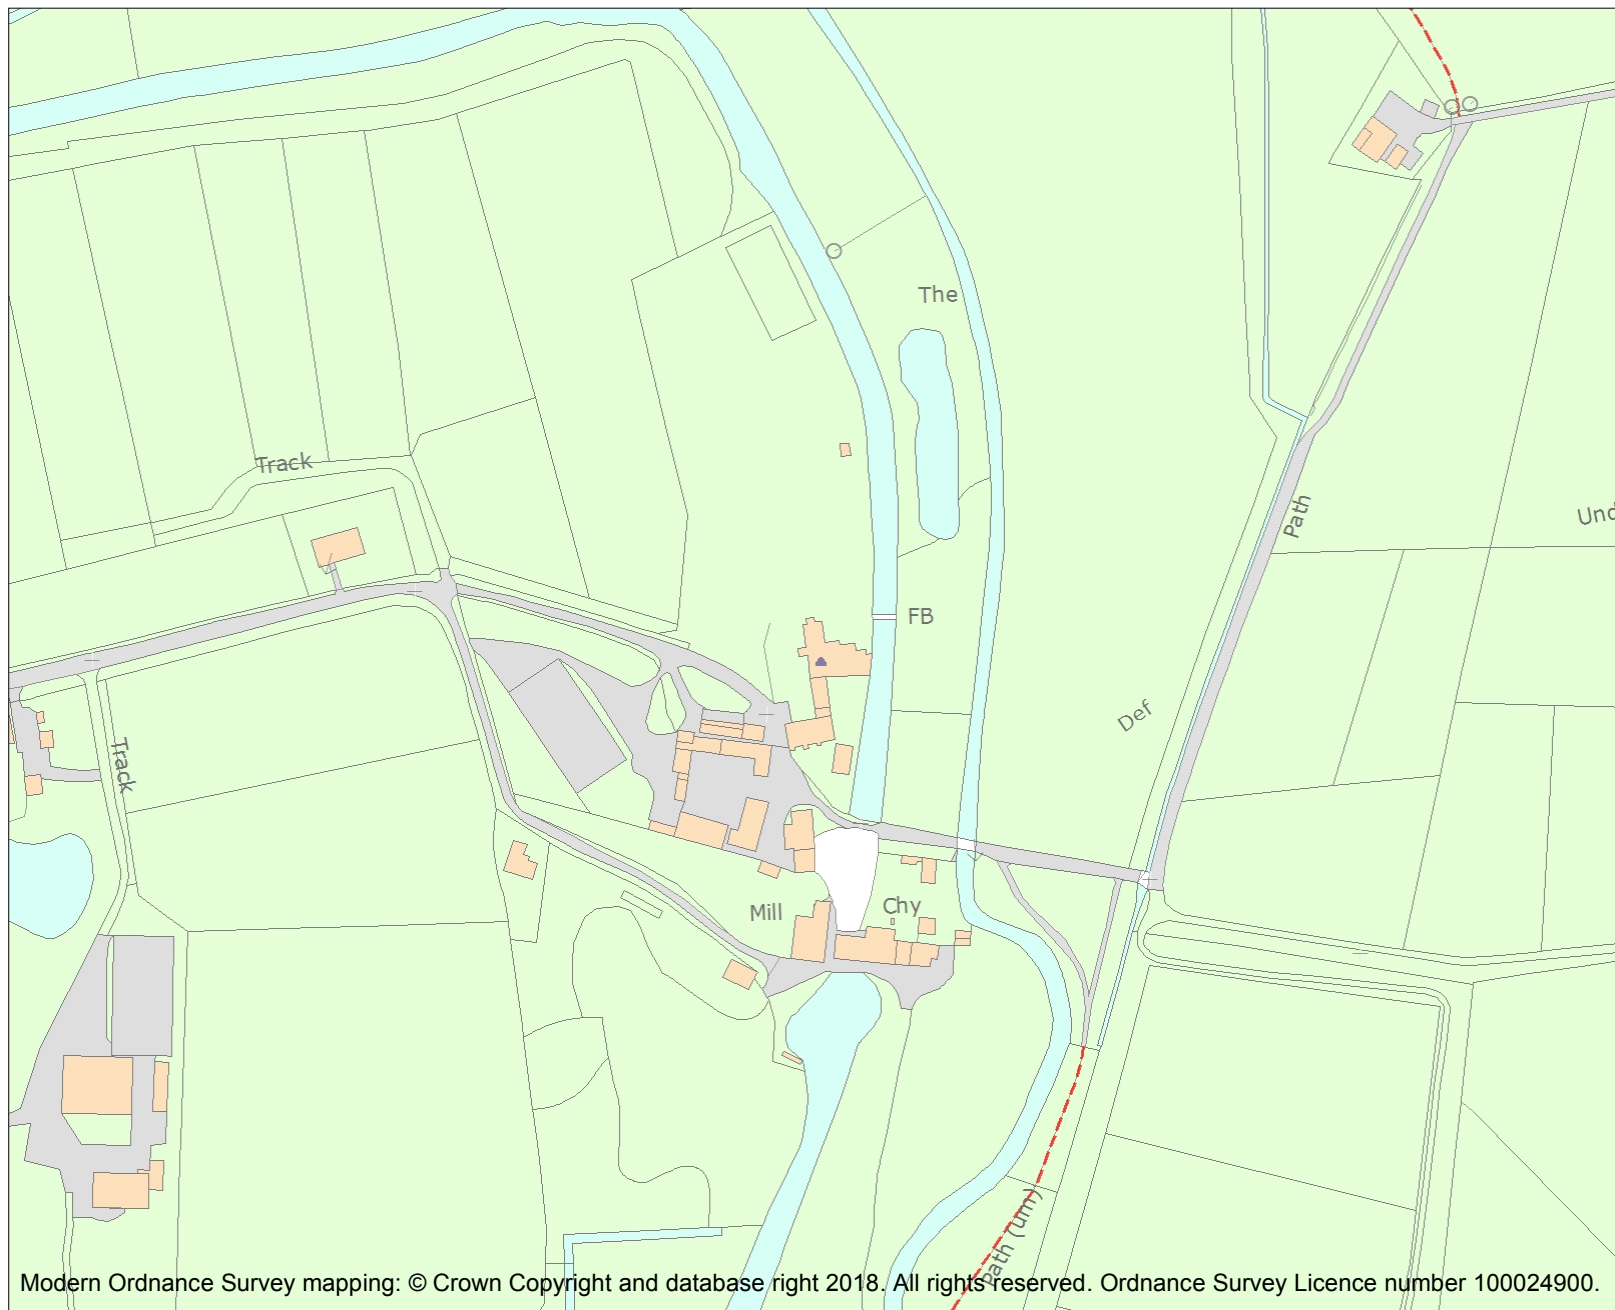 The
Track
Path
Und
FB
Def
Track
Mill
Chy
Path (um)
Modern Ordnance Survey mapping: © Crown Copyright and database right 2018. All rights reserved. Ordnance Survey Licence number 100024900.